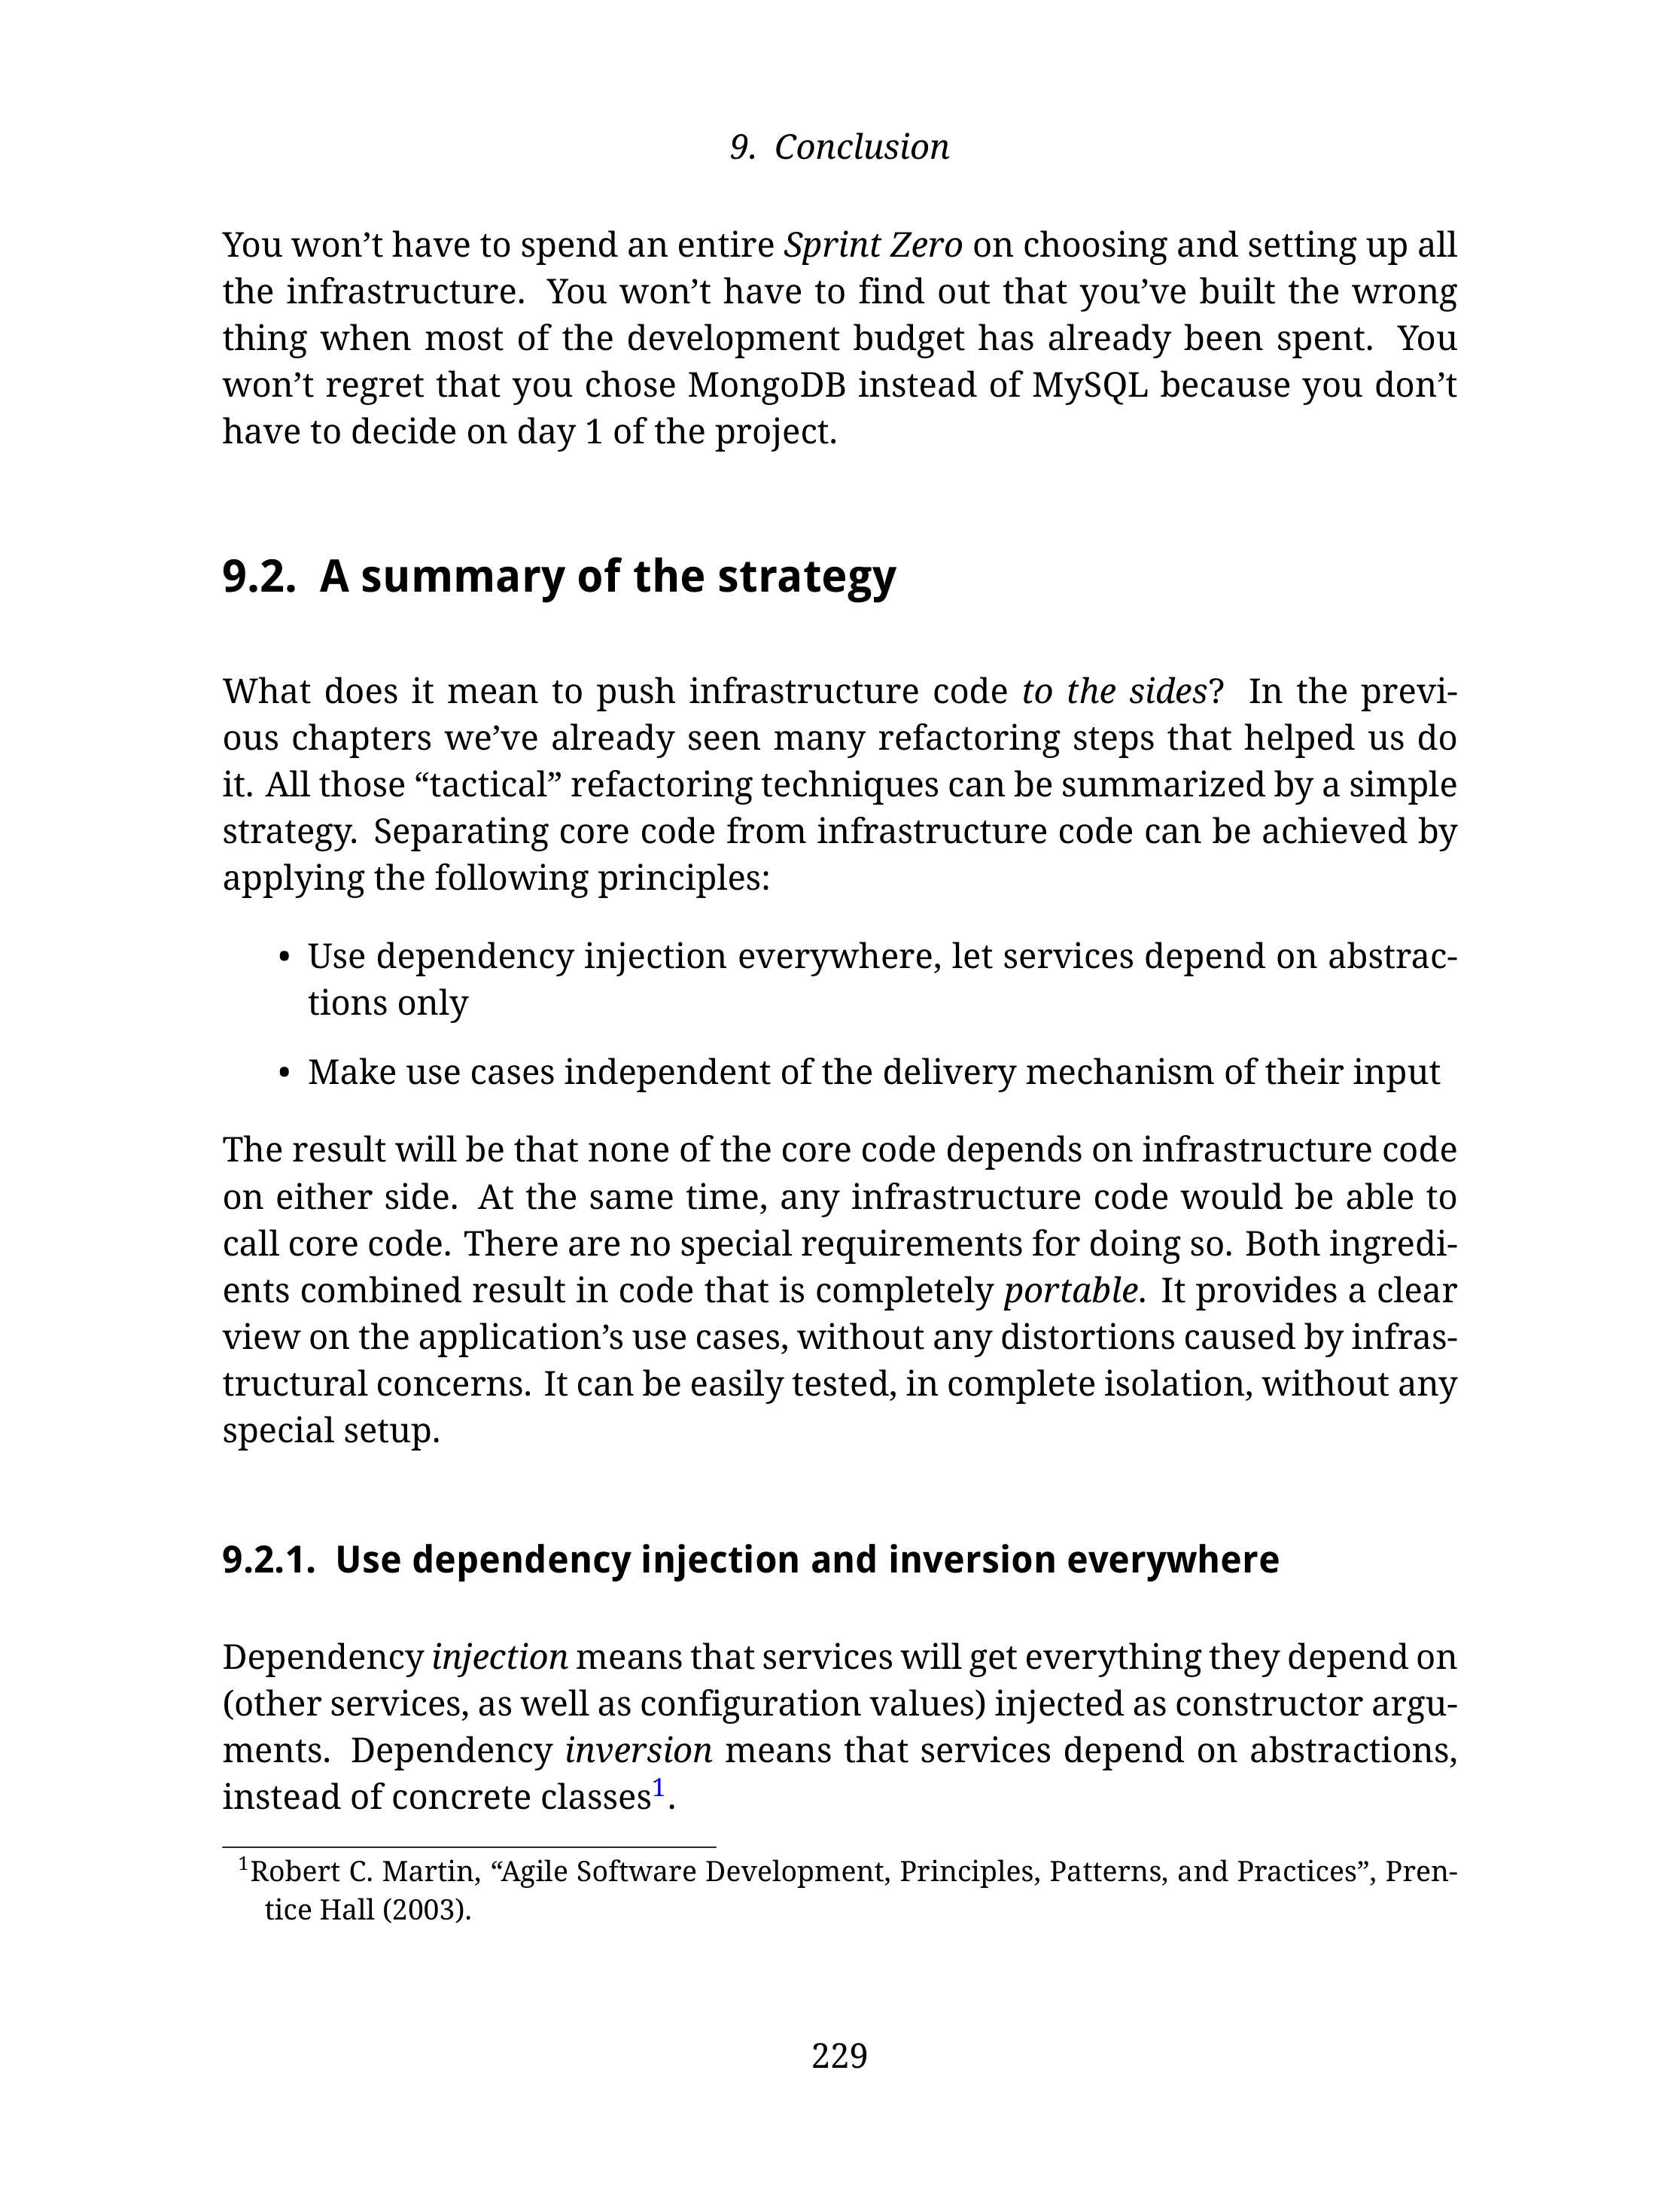 9. Conclusion
You won’t have to spend an entire Sprint Zero on choosing and setting up all
the infrastructure. You won’t have to find out that you’ve built the wrong
thing when most of the development budget has already been spent. You
won’t regret that you chose MongoDB instead of MySQL because you don’t
have to decide on day 1 of the project.
9.2. A summary of the strategy
What does it mean to push infrastructure code to the sides? In the previ-
ous chapters we’ve already seen many refactoring steps that helped us do
it. All those “tactical” refactoring techniques can be summarized by a simple
strategy. Separating core code from infrastructure code can be achieved by
applying the following principles:
• Use dependency injection everywhere, let services depend on abstrac-
tions only
• Make use cases independent of the delivery mechanism of their input
The result will be that none of the core code depends on infrastructure code
on either side. At the same time, any infrastructure code would be able to
call core code. There are no special requirements for doing so. Both ingredi-
ents combined result in code that is completely portable. It provides a clear
view on the application’s use cases, without any distortions caused by infras-
tructural concerns. It can be easily tested, in complete isolation, without any
special setup.
9.2.1. Use dependency injection and inversion everywhere
Dependency injection means that services will get everything they depend on
(other services, as well as configuration values) injected as constructor argu-
ments. Dependency inversion means that services depend on abstractions,
instead of concrete classes1.
1Robert C. Martin, “Agile Software Development, Principles, Patterns, and Practices”, Pren-
tice Hall (2003).
229